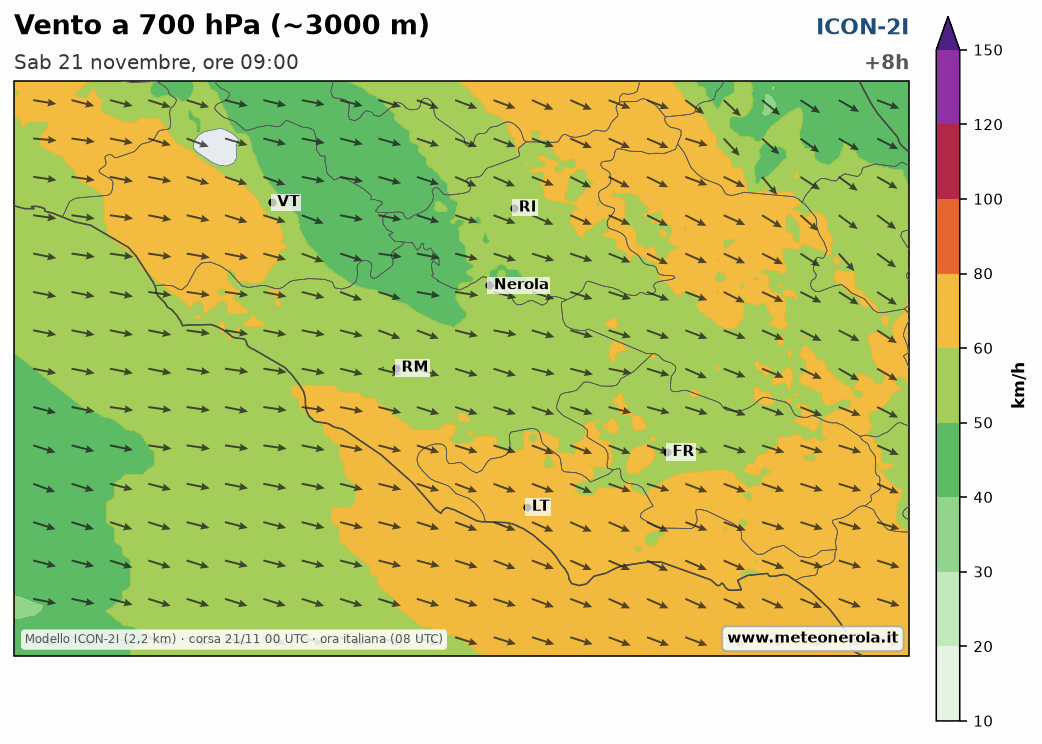 Vento a 700 hPa (~3000 m)
ICON-2I
Sab 21 novembre, ore 09:00
+8h
150
120
100
80
60
50
40
30
20
10
km/h
VT
RI
Nerola
RM
FR
LT
Modello ICON-2I (2,2 km) · corsa 21/11 00 UTC · ora italiana (08 UTC)
www.meteonerola.it